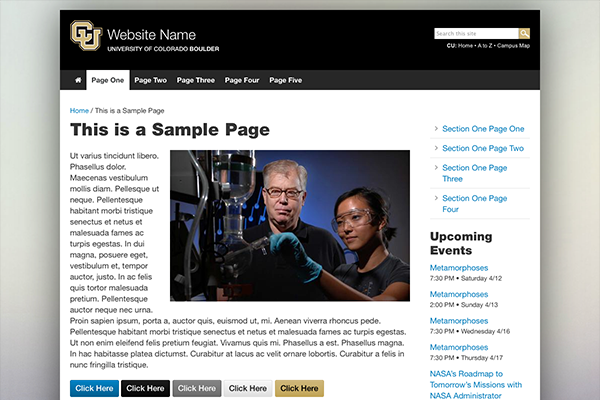 CU
Website Name
UNIVERSITY OF COLORADO BOULDER
Search this site
CU: Home • A to Z • Campus Map
Page One
Page Two
Page Three
Page Four
Page Five
Home / This is a Sample Page
This is a Sample Page
Ut varius tincidunt libero.
Phasellus dolor.
Maecenas vestibulum
mollis diam. Pellesque ut
neque. Pellentesque
habitant morbi tristique
senectus et netus et
malesuada fames ac
turpis egestas. In dui
magna, posuere eget,
vestibulum et, tempor
auctor, justo. In ac felis
quis tortor malesuada
pretium. Pellentesque
auctor neque nec urna.
Proin sapien ipsum, porta a, auctor quis, euismod ut, mi. Aenean viverra rhoncus pede.
Pellentesque habitant morbi tristique senectus et netus et malesuada fames ac turpis egestas.
Ut non enim eleifend felis pretium feugiat. Vivamus quis mi. Phasellus a est. Phasellus magna.
In hac habitasse platea dictumst. Curabitur at lacus ac velit ornare lobortis. Curabitur a felis in
nunc fringilla tristique.
Click Here
Click Here
Click Here
Click Here
Click Here
Section One Page One
Section One Page Two
Section One Page
Three
Section One Page
Four
Upcoming
Events
Metamorphoses
7:30 PM • Saturday 4/12
Metamorphoses
2:00 PM • Sunday 4/13
Metamorphoses
7:30 PM • Wednesday 4/16
Metamorphoses
7:30 PM • Thursday 4/17
NASA's Roadmap to
Tomorrow's Missions with
NASA Administrator